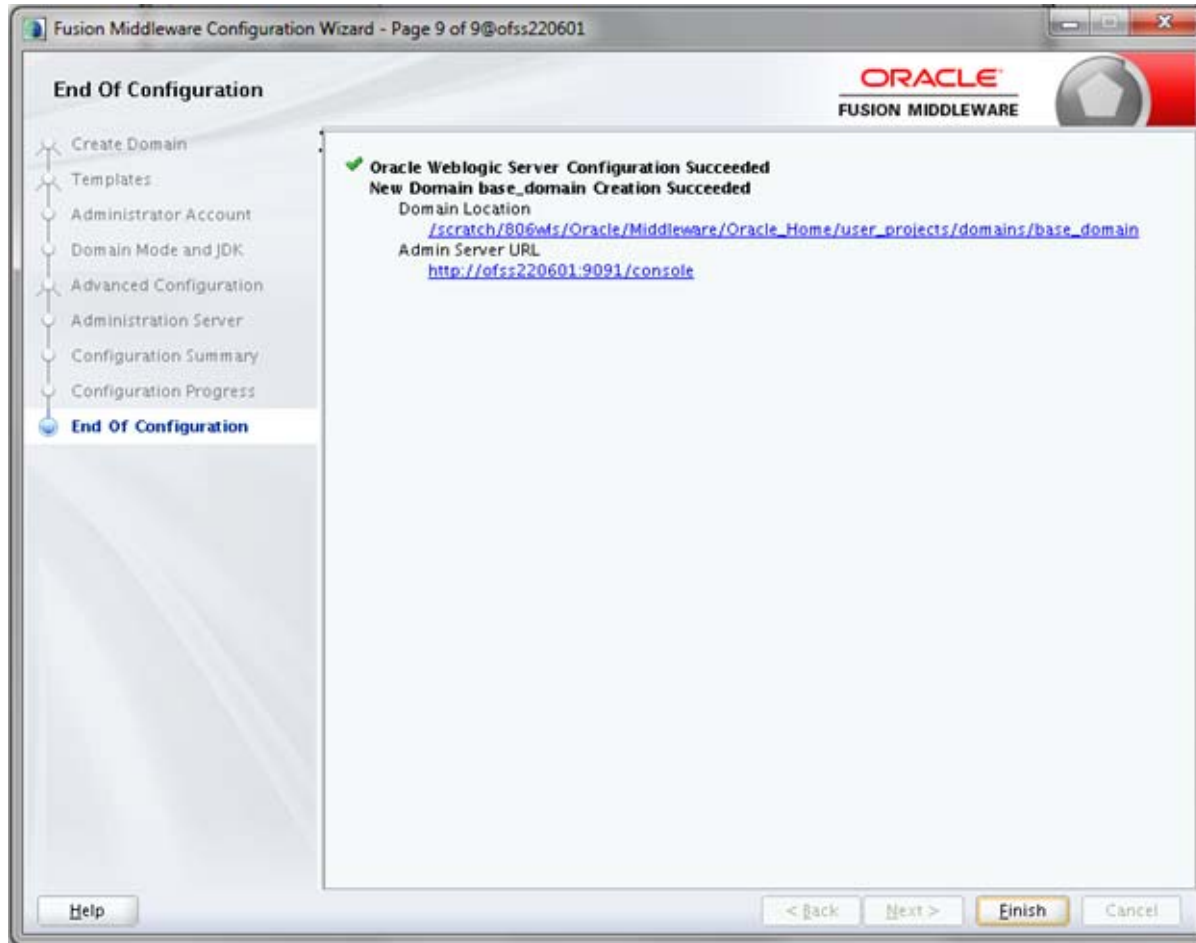 Fusion Middleware Configuration Wizard - Page 9 of 9@ofss220601
End Of Configuration
ORACLE
FUSION MIDDLEWARE
Create Domain
Templates
Administrator Account
Domain Mode and JDK
Advanced Configuration
Administration Server
Configuration Summary
Configuration Progress
End Of Configuration
Oracle Weblogic Server Configuration Succeeded
New Domain base_domain Creation Succeeded
Domain Location
/scratch/806wls/Oracle/Middleware/Oracle_Home/user_projects/domains/base_domain
Admin Server URL
http://ofss220601:9091/console
Help
< Back
Next >
Finish
Cancel